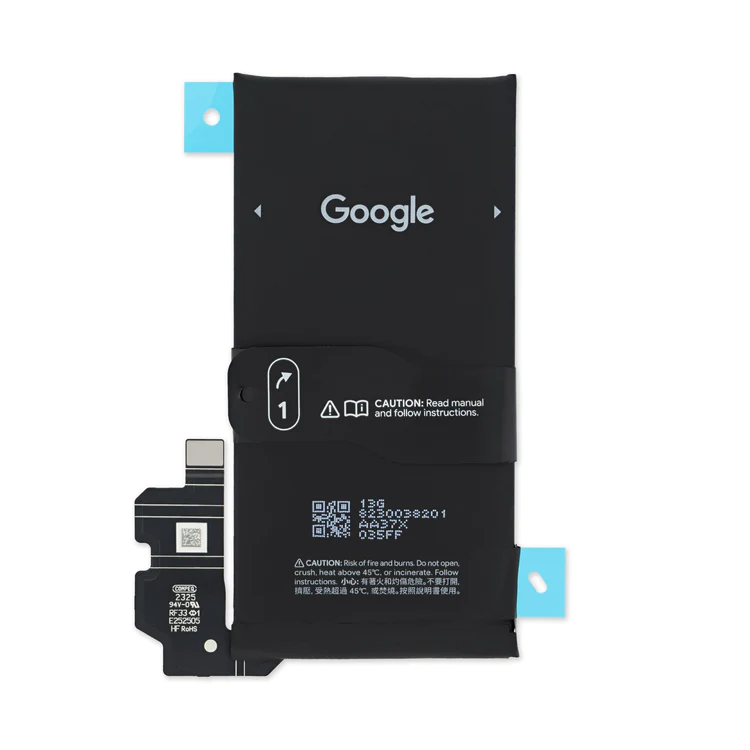 Google
1
CAUTION: Read manual
and follow instructions.
13G
8230038201
AA37X
035FF
CAUTION: Risk of fire and burns. Do not open,
crush, heat above 45°C, or incinerate. Follow
instructions. 小心: 有著火和灼傷危險。不要打開,
擠壓, 受熱超過 45°C, 或焚燒。按照說明書使用。
COMPEQ
2325
94V-0
RF33 1
E252505
HF RoHS